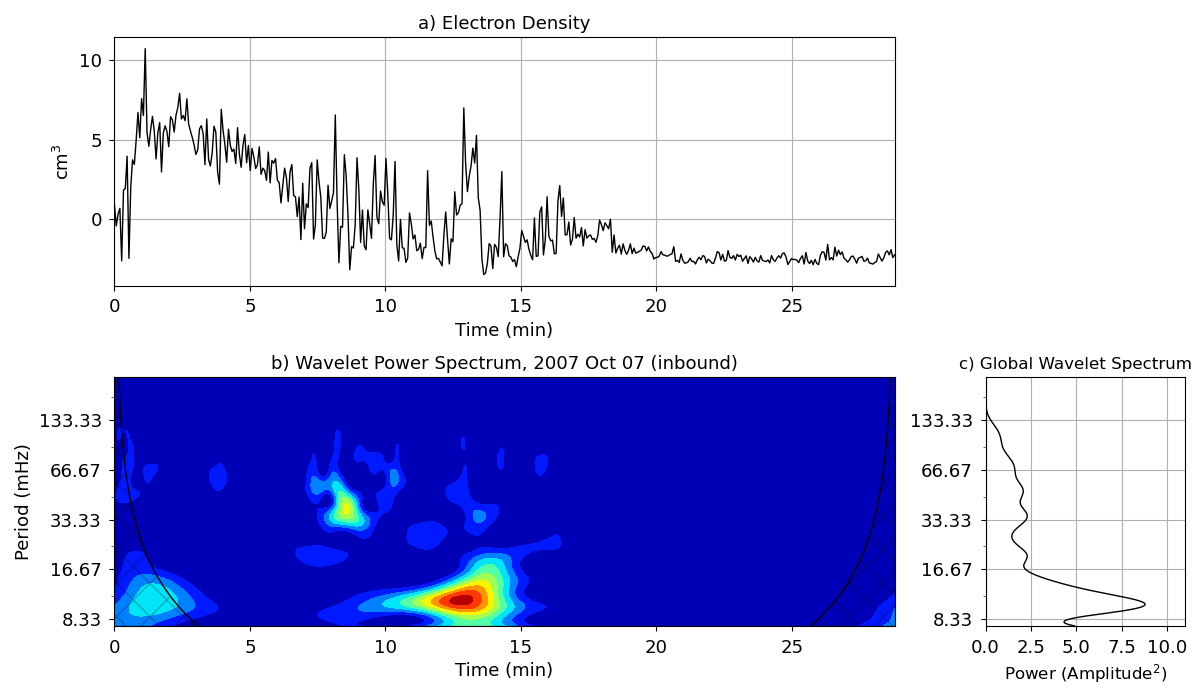 a) Electron Density
cm³
10
5
0
0 5 10 15 20 25
Time (min)
b) Wavelet Power Spectrum, 2007 Oct 07 (inbound)
Period (mHz)
133.33
66.67
33.33
16.67
8.33
0 5 10 15 20 25
Time (min)
c) Global Wavelet Spectrum
133.33
66.67
33.33
16.67
8.33
0.0 2.5 5.0 7.5 10.0
Power (Amplitude²)